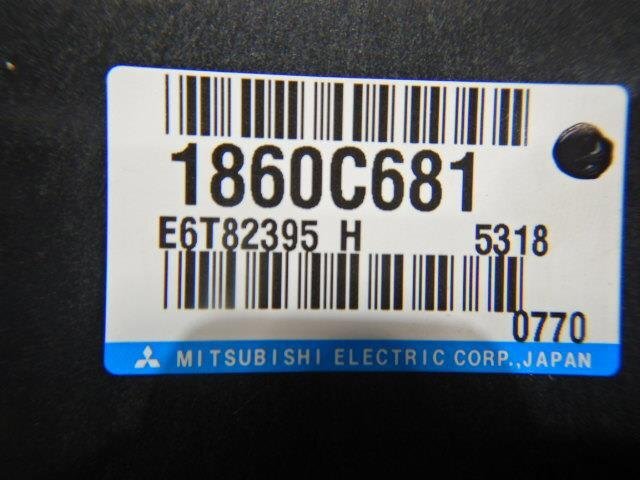 1860C681
E6T82395 H 5318
0770
MITSUBISHI ELECTRIC CORP.,JAPAN